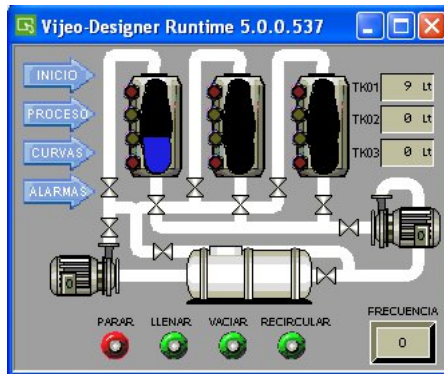 Vijeo-Designer Runtime 5.0.0.537
INICIO
PROCESO
CURVAS
ALARMAS
TK01 9 Lt
TK02 0 Lt
TK03 0 Lt
PARAR LLENAR VACIAR RECIRCULAR
FRECUENCIA
0